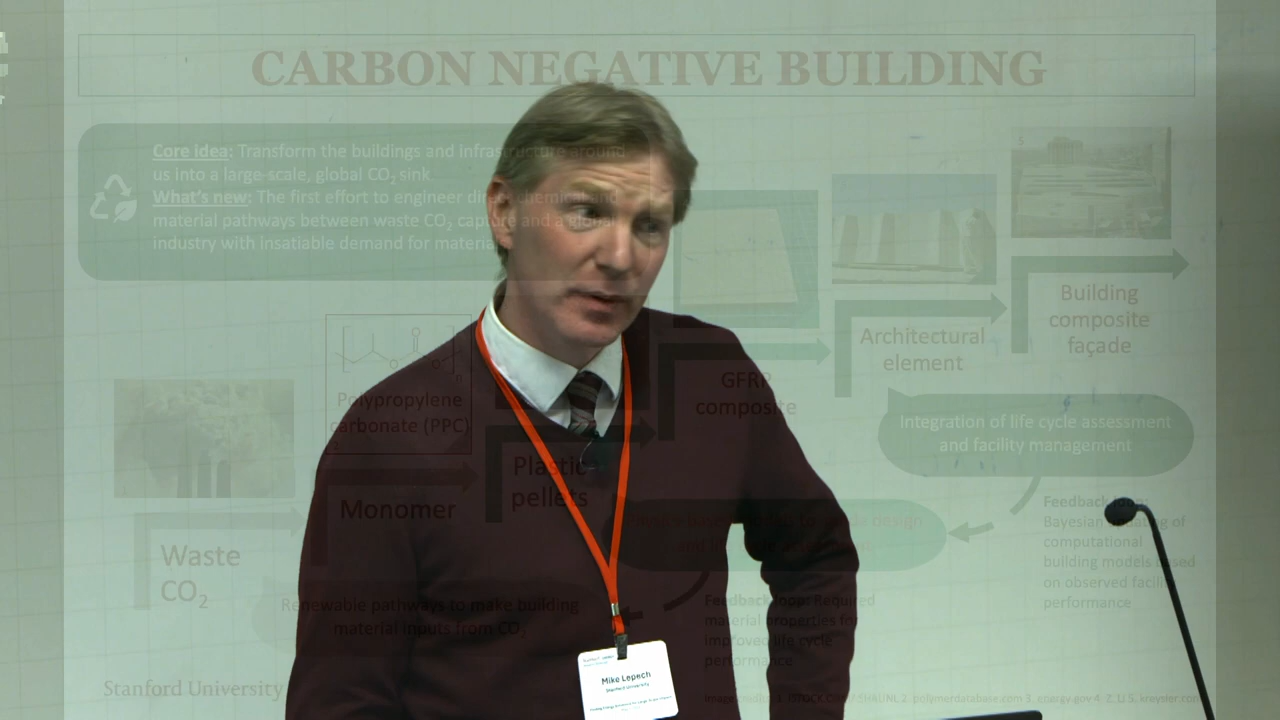 CARBON NEGATIVE BUILDING
Core idea: Transform the buildings and infrastructure around
us into a large-scale, global CO₂ sink
What's new: The first effort to engineer
material pathways between waste CO₂ capture and a global
industry with insatiable demand for
Building
composite
façade
Architectural
element
GFRP
composite
Polypropylene
carbonate (PPC)
Plastic
pellets
Monomer
Waste
CO₂
Integration of life cycle assessment
and facility management
Feedback loop:
Bayesian updating of
computational
building models based
on observed facility
performance
Renewable pathways to make building
material inputs from CO₂
Feedback loop: Required
material properties for
improved life cycle
performance
Mike Lepech
Stanford University
Stanford University